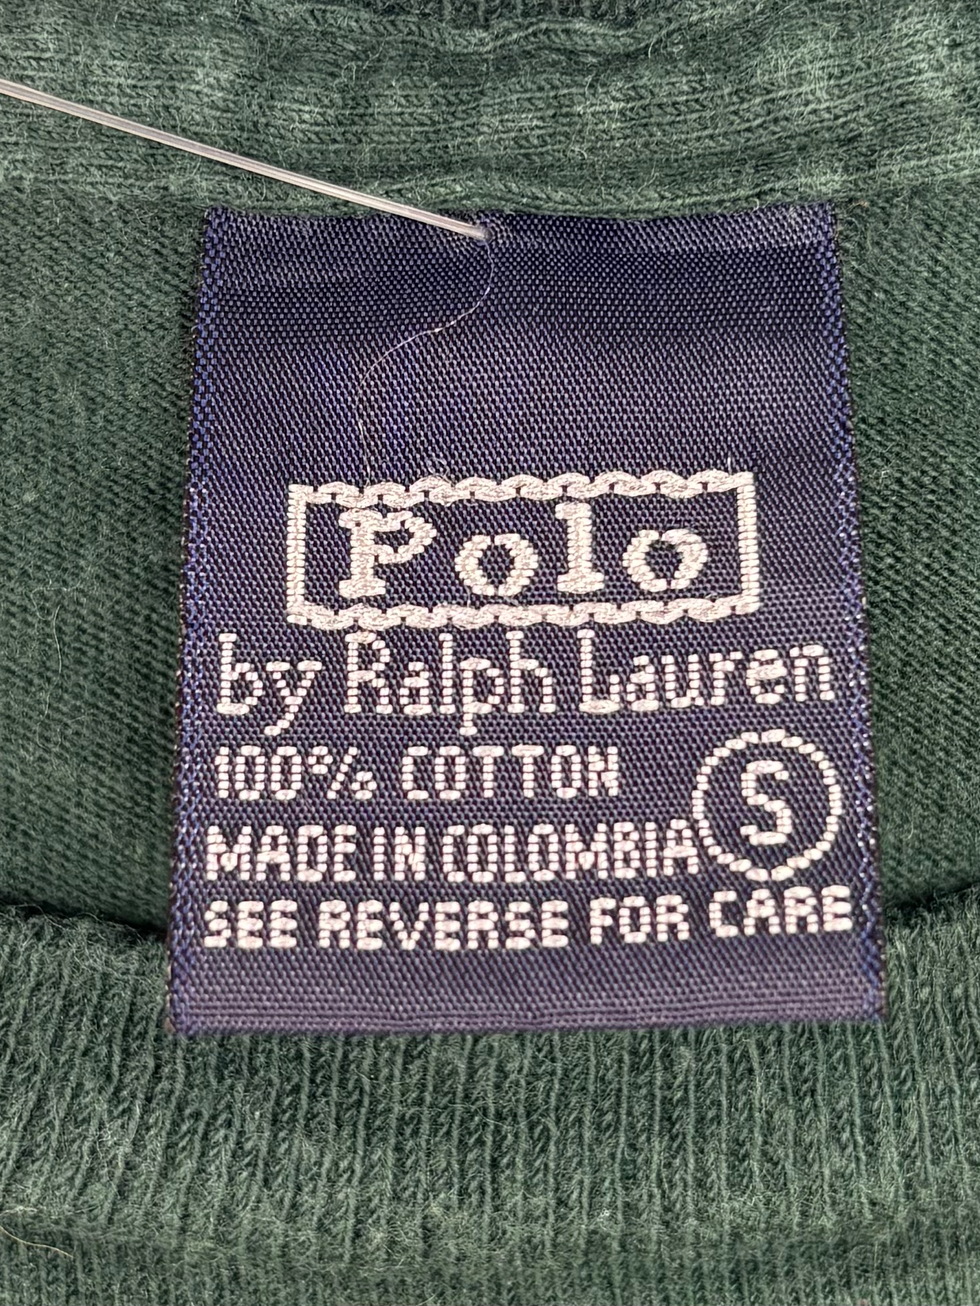 Polo
by Ralph Lauren
100% COTTON
S
MADE IN COLOMBIA
SEE REVERSE FOR CARE